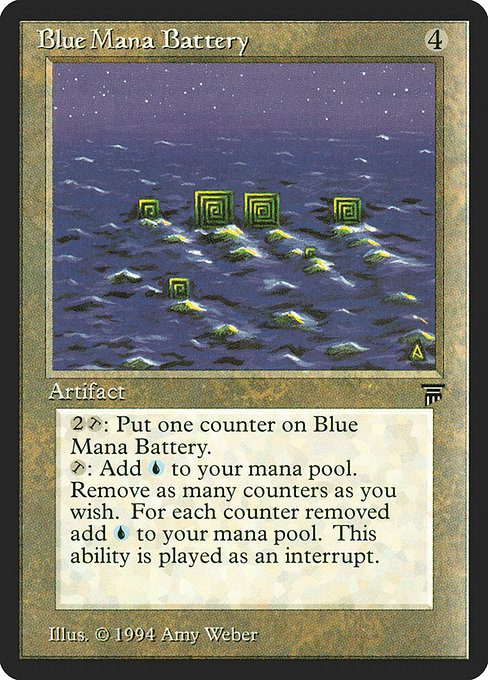 Blue Mana Battery 4
Artifact
2: Put one counter on Blue
Mana Battery.
: Add to your mana pool.
Remove as many counters as you
wish. For each counter removed
add to your mana pool. This
ability is played as an interrupt.
Illus. © 1994 Amy Weber